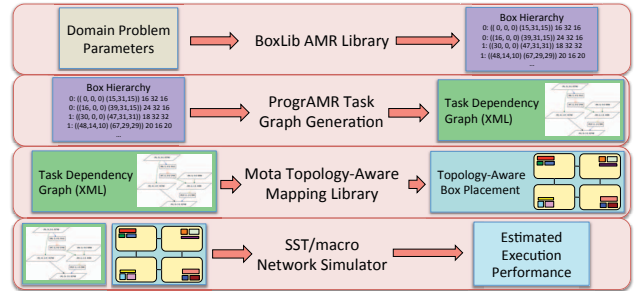 Domain Problem
Parameters
BoxLib AMR Library
Box Hierarchy
0: (( 0, 0, 0) (15,31,15)) 16 32 16
0: ((16, 0, 0) (39,31,15)) 24 32 16
1: ((30, 0, 0) (47,31,31)) 18 32 32
1: ((48,14,10) (67,29,29)) 20 16 20
...
Box Hierarchy
0: (( 0, 0, 0) (15,31,15)) 16 32 16
0: ((16, 0, 0) (39,31,15)) 24 32 16
1: ((30, 0, 0) (47,31,31)) 18 32 32
1: ((48,14,10) (67,29,29)) 20 16 20
...
ProgrAMR Task
Graph Generation
Task Dependency
Graph (XML)
Task Dependency
Graph (XML)
Mota Topology-Aware
Mapping Library
Topology-Aware
Box Placement
SST/macro
Network Simulator
Estimated
Execution
Performance